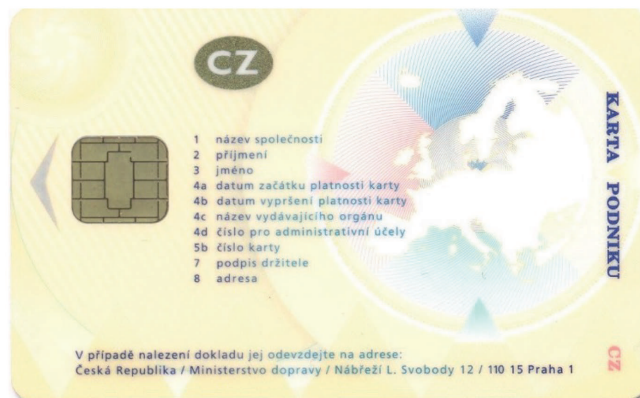 CZ
1 název společnosti
2 příjmení
3 jméno
4a datum začátku platnosti karty
4b datum vypršení platnosti karty
4c název vydávajícího orgánu
4d číslo pro administrativní účely
5b číslo karty
7 podpis držitele
8 adresa
KARTA PODNIKU
CZ
V případě nalezení dokladu jej odevzdejte na adrese:
Česká Republika / Ministerstvo dopravy / Nábřeží L. Svobody 12 / 110 15 Praha 1